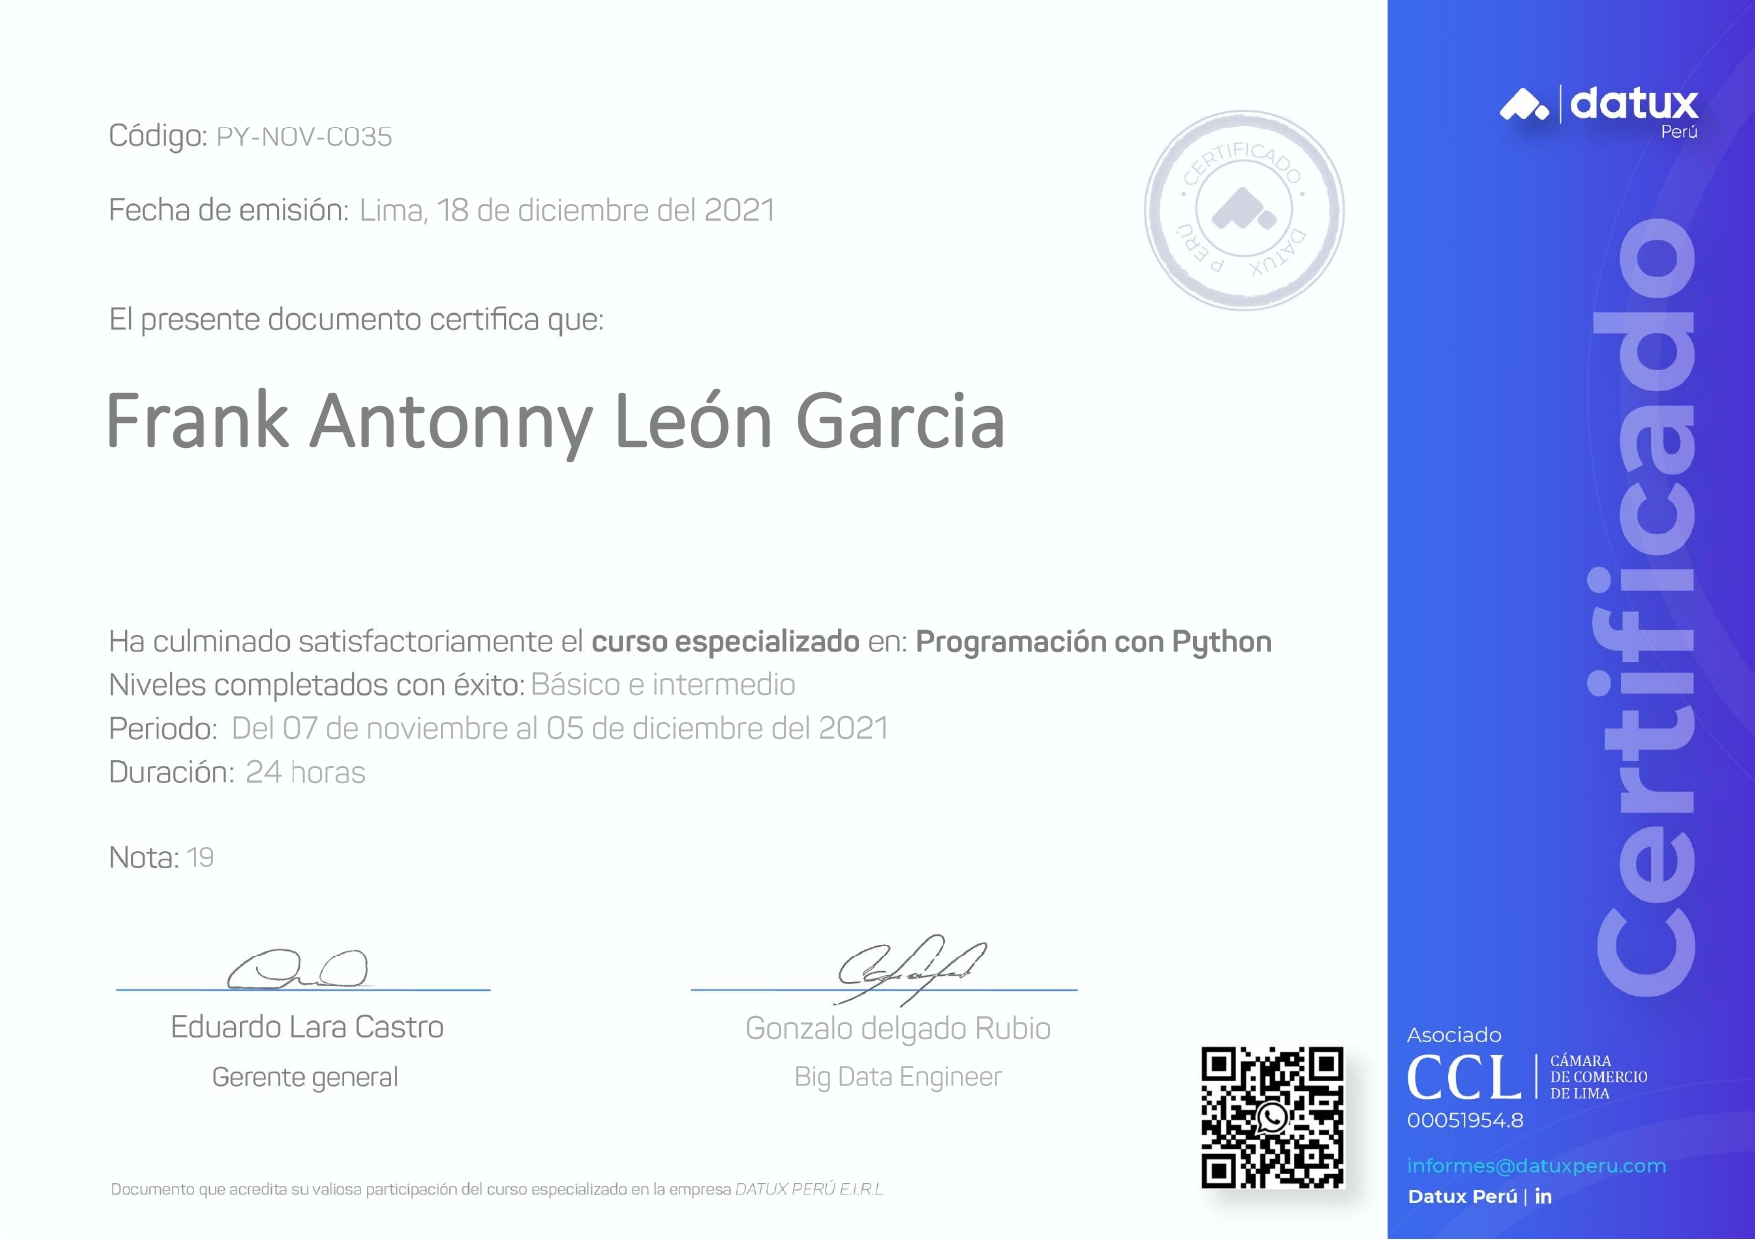 Código: PY-NOV-C035
Fecha de emisión: Lima, 18 de diciembre del 2021
El presente documento certifica que:
Frank Antonny León Garcia
Ha culminado satisfactoriamente el curso especializado en: Programación con Python
Niveles completados con éxito: Básico e intermedio
Periodo: Del 07 de noviembre al 05 de diciembre del 2021
Duración: 24 horas
Nota: 19
Eduardo Lara Castro
Gerente general
Gonzalo delgado Rubio
Big Data Engineer
Documento que acredita su valiosa participación del curso especializado en la empresa DATUX PERÚ E.I.R.L
CERTIFICADO
DATUX PERÚ
datux
Perú
Certificado
Asociado
CCL
CÁMARA
DE COMERCIO
DE LIMA
00051954.8
informes@datuxperu.com
Datux Perú | in